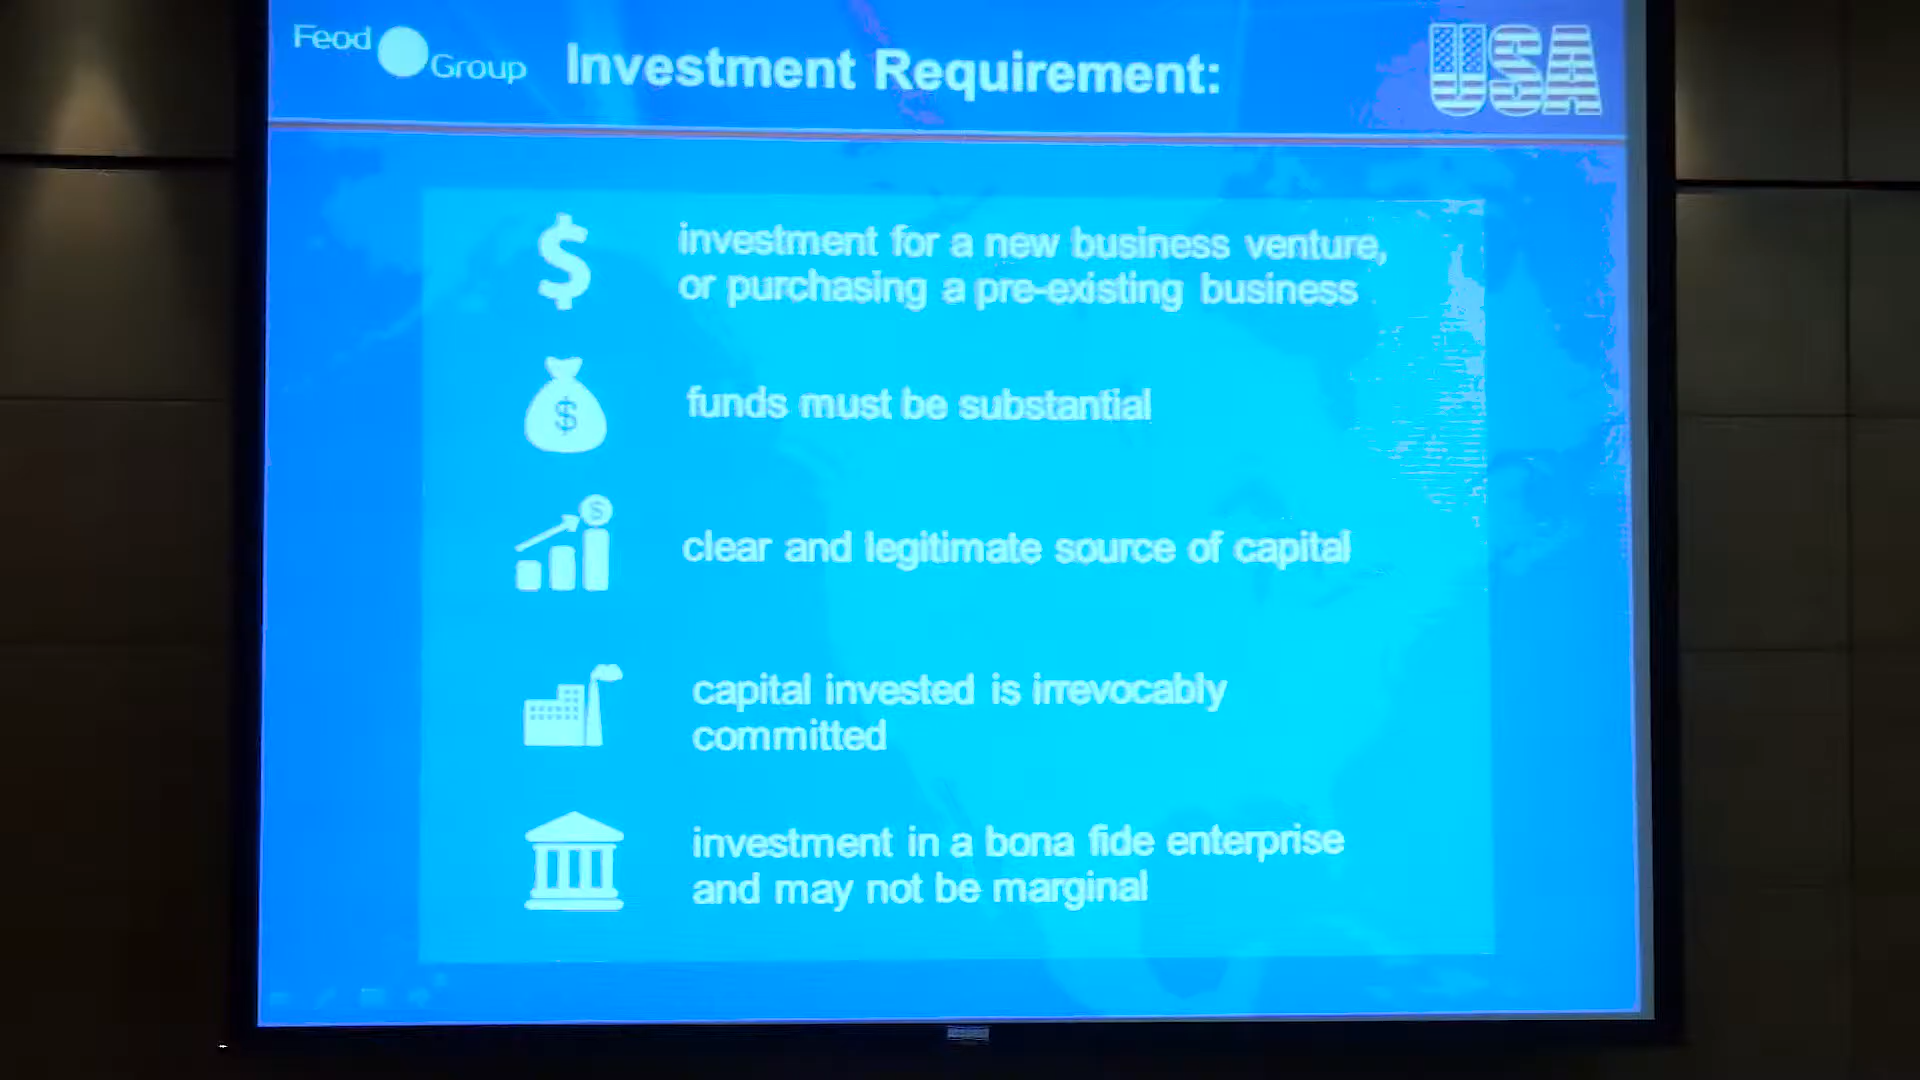 Feod Group
Investment Requirement:
USA
investment for a new business venture,
or purchasing a pre-existing business
funds must be substantial
clear and legitimate source of capital
capital invested is irrevocably
committed
investment in a bona fide enterprise
and may not be marginal